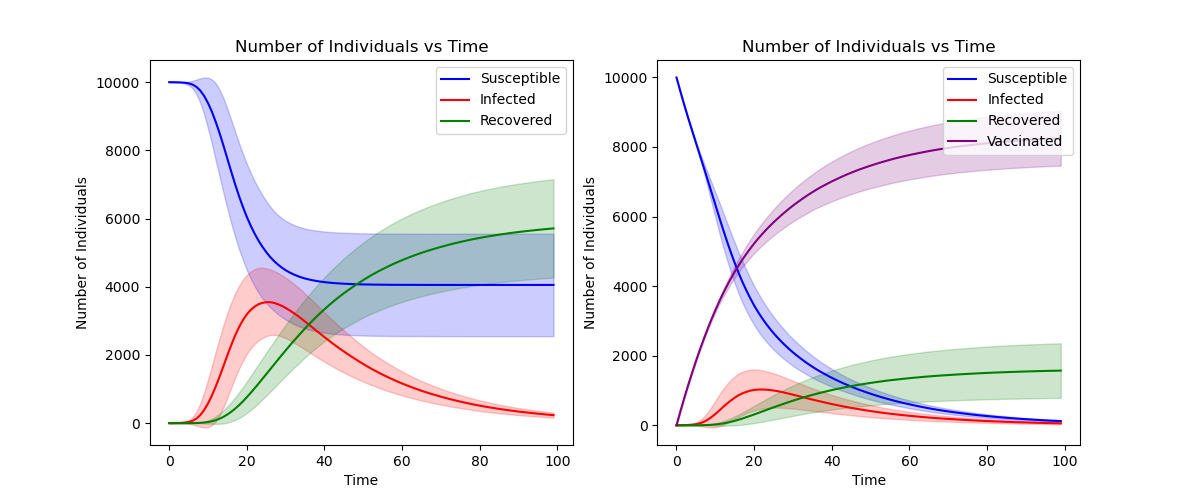 Number of Individuals vs Time
Number of Individuals
10000
8000
6000
4000
2000
0
0 20 40 60 80 100
Time
Susceptible
Infected
Recovered
Number of Individuals vs Time
Number of Individuals
10000
8000
6000
4000
2000
0
0 20 40 60 80 100
Time
Susceptible
Infected
Recovered
Vaccinated